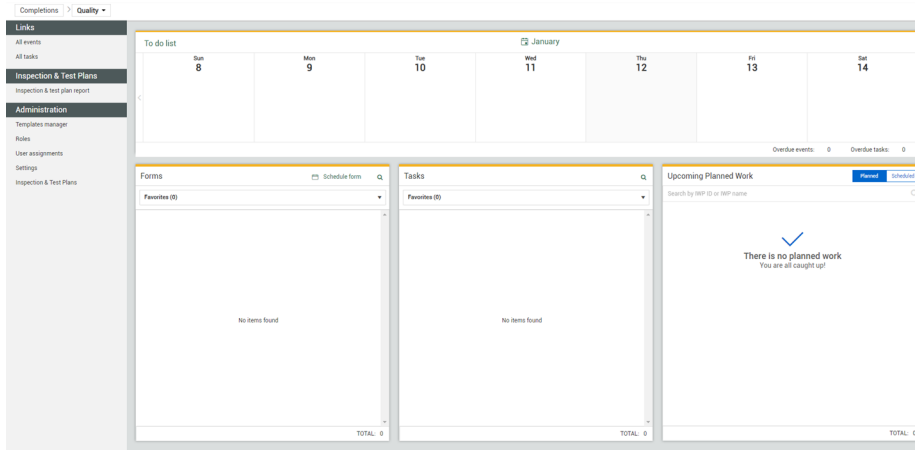 Completions > Quality
Links
All events
All tasks
Inspection & Test Plans
Inspection & test plan report
Administration
Templates manager
Roles
User assignments
Settings
Inspection & Test Plans
To do list
January
Sun Mon Tue Wed Thu Fri Sat
8 9 10 11 12 13 14
Overdue events: 0 Overdue tasks: 0
Forms
Schedule form
Favorites (0)
No items found
TOTAL: 0
Tasks
Favorites (0)
No items found
TOTAL: 0
Upcoming Planned Work
Planned Scheduled
Search by IWP ID or IWP name
There is no planned work
You are all caught up!
TOTAL: 0